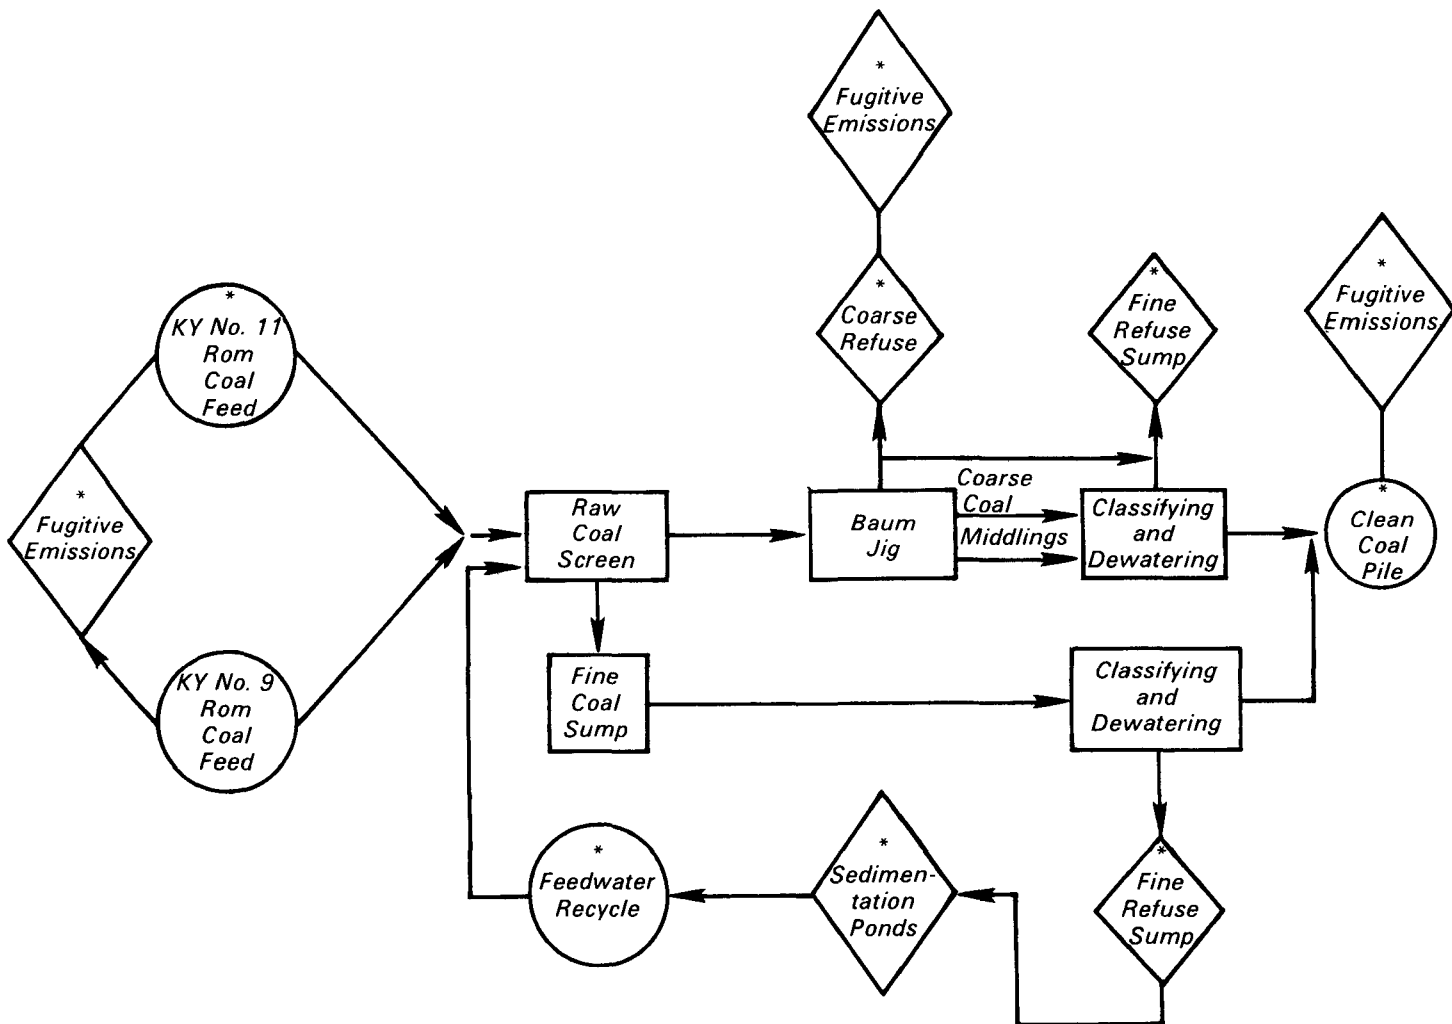 *
Fugitive
Emissions
*
Coarse
Refuse
*
Fine
Refuse
Sump
*
Fugitive
Emissions
*
KY No. 11
Rom
Coal
Feed
*
Fugitive
Emissions
KY No. 9
Rom
Coal
Feed
Raw
Coal
Screen
Baum
Jig
Coarse
Coal
Middlings
Classifying
and
Dewatering
*
Clean
Coal
Pile
Fine
Coal
Sump
Classifying
and
Dewatering
*
Feedwater
Recycle
*
Sedimen-
tation
Ponds
*
Fine
Refuse
Sump